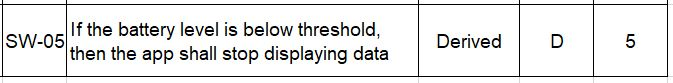 SW-05 If the battery level is below threshold, Derived D 5
then the app shall stop displaying data